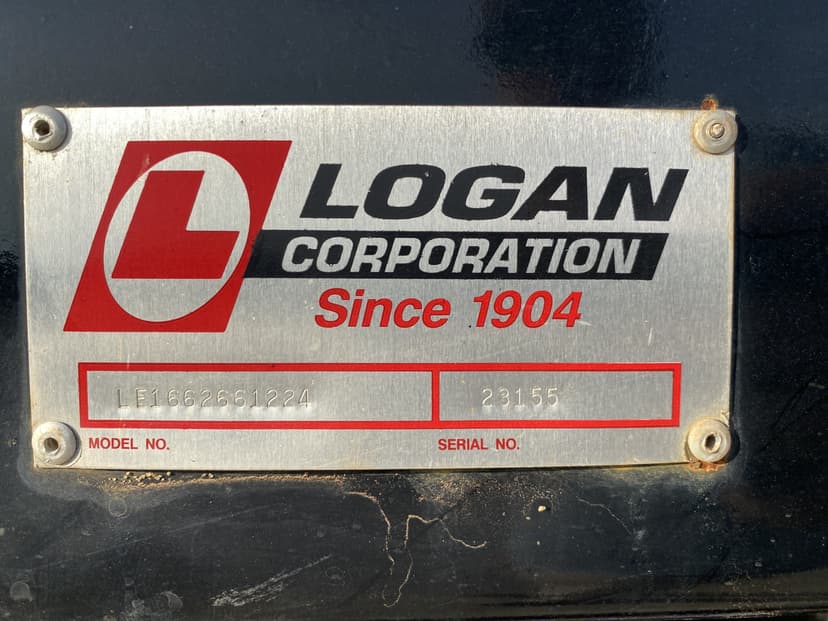 L
LOGAN
CORPORATION
Since 1904
LE1662661224 23155
MODEL NO. SERIAL NO.